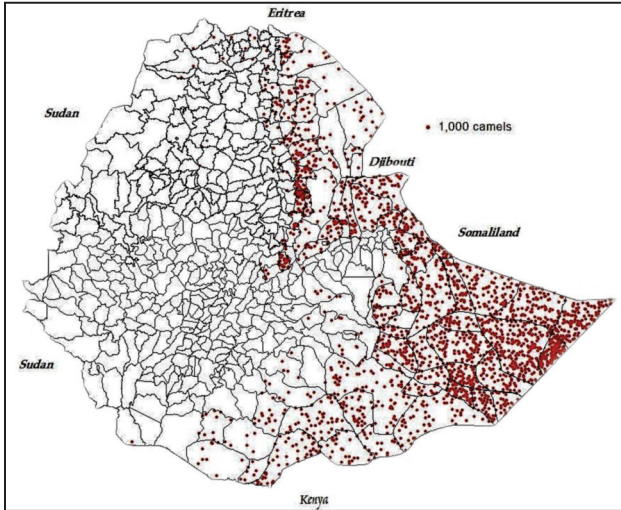 Eritrea
Sudan
1,000 camels
Djibouti
Somaliland
Sudan
Kenya